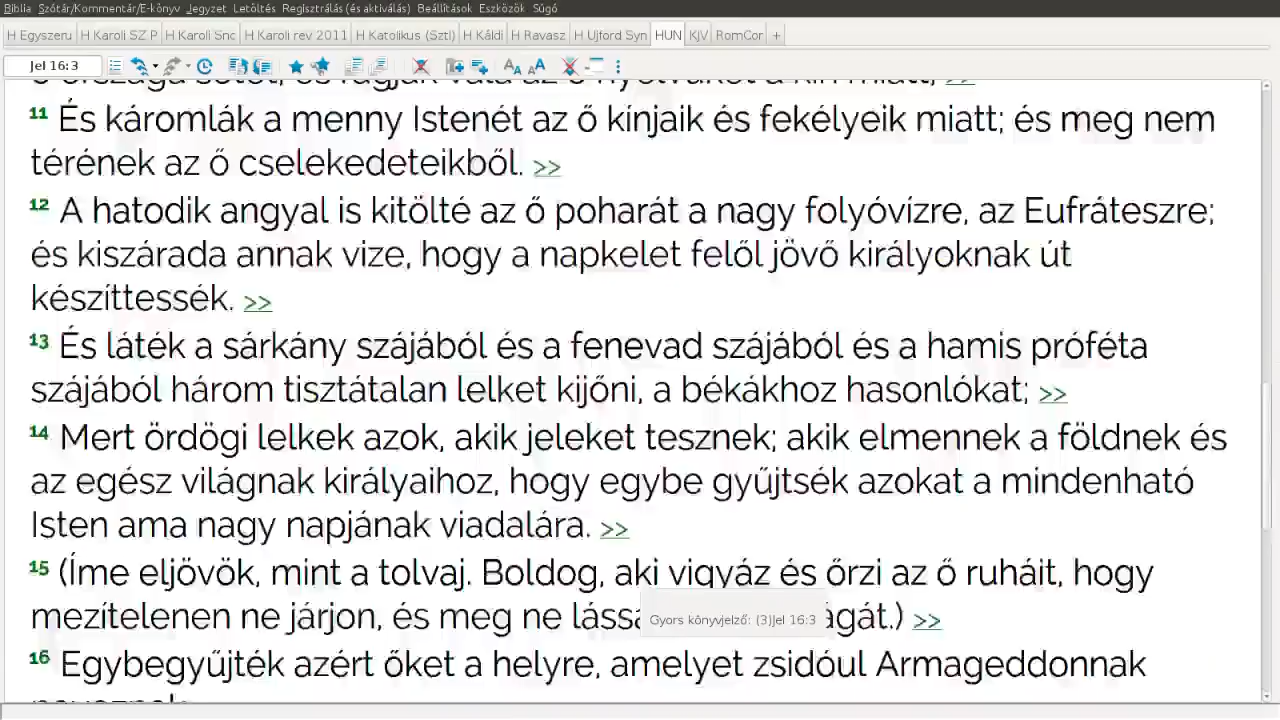 Biblia Szótár/Kommentár/E-könyv Jegyzet Letöltés Regisztrálás (és aktiválás) Beállítások Eszközök Súgó
H Egyszeru H Karoli SZ P H Karoli Snc H Karoli rev 2011 H Katolikus (SztI) H Káldi H Ravasz H Ujford Syn HUN KJV RomCor +
Jel 16:3
11 És káromlák a menny Istenét az ő kínjaik és fekélyeik miatt; és meg nem
térének az ő cselekedeteikből. >>
12 A hatodik angyal is kitölté az ő poharát a nagy folyóvízre, az Eufráteszre;
és kiszárada annak vize, hogy a napkelet felől jövő királyoknak út
készíttessék. >>
13 És láték a sárkány szájából és a fenevad szájából és a hamis próféta
szájából három tisztátalan lelket kijőni, a békákhoz hasonlókat; >>
14 Mert ördögi lelkek azok, akik jeleket tesznek; akik elmennek a földnek és
az egész világnak királyaihoz, hogy egybe gyűjtsék azokat a mindenható
Isten ama nagy napjának viadalára. >>
15 (Íme eljövök, mint a tolvaj. Boldog, aki vigyáz és őrzi az ő ruháit, hogy
mezítelenen ne járjon, és meg ne láss ágát.) >>
Gyors könyvjelző: (3)Jel 16:3
16 Egybegyűjték azért őket a helyre, amelyet zsidóul Armageddonnak